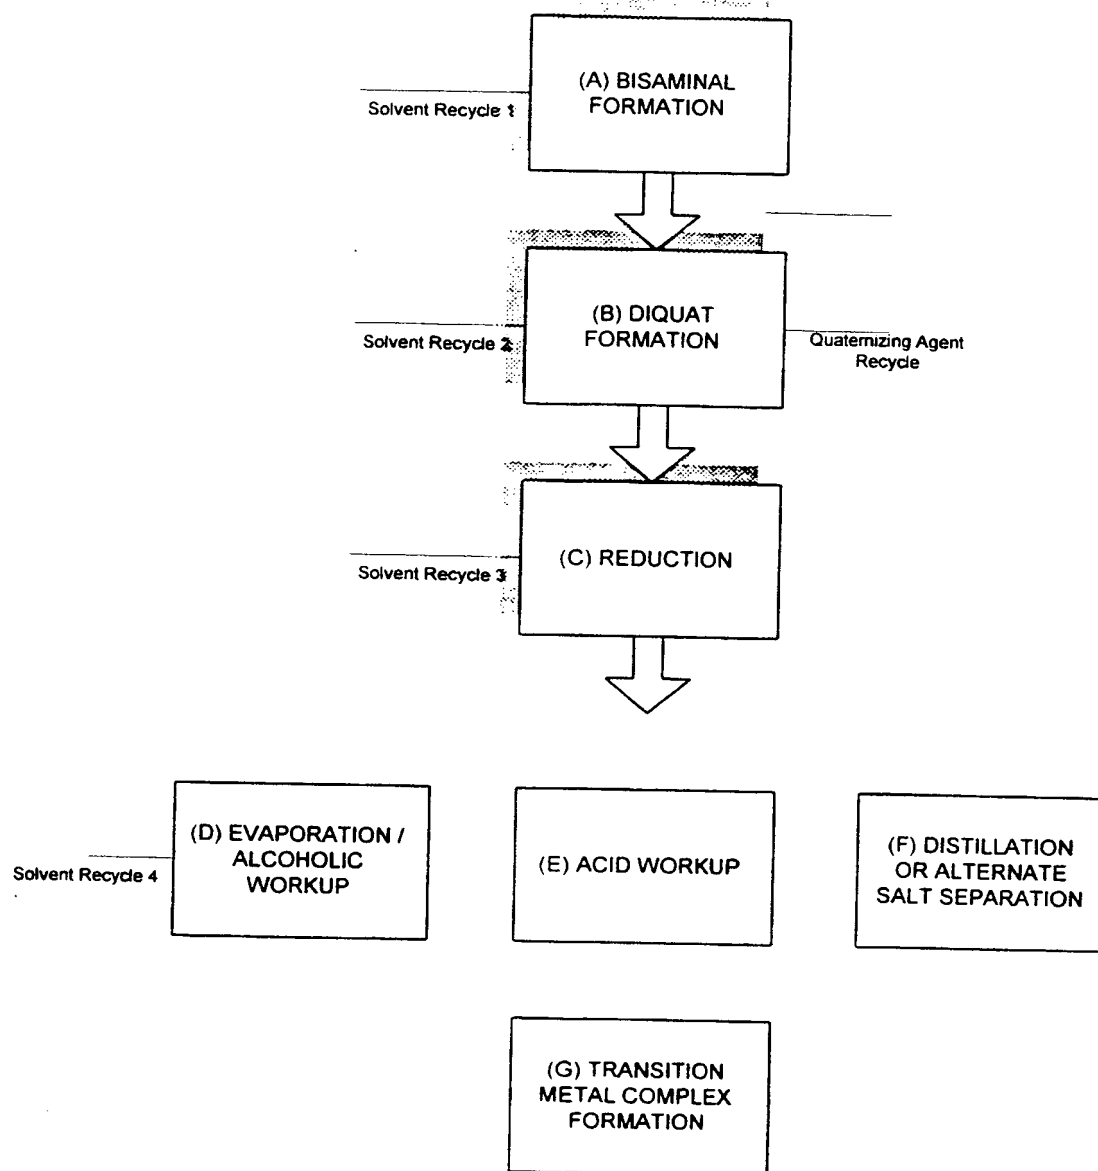 (A) BISAMINAL
FORMATION
Solvent Recycle 1
(B) DIQUAT
FORMATION
Solvent Recycle 2
Quaternizing Agent
Recycle
(C) REDUCTION
Solvent Recycle 3
(D) EVAPORATION /
ALCOHOLIC
WORKUP
Solvent Recycle 4
(E) ACID WORKUP
(F) DISTILLATION
OR ALTERNATE
SALT SEPARATION
(G) TRANSITION
METAL COMPLEX
FORMATION